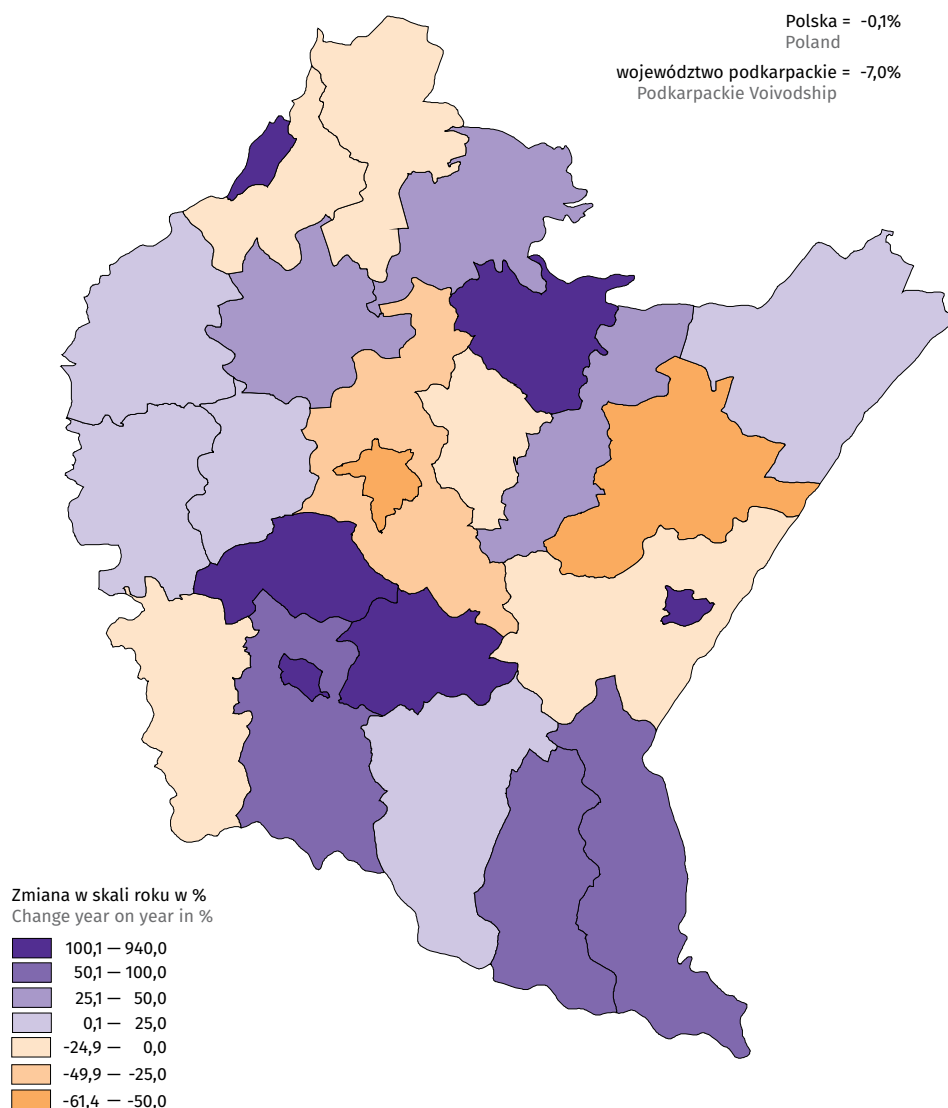 Polska = -0,1%
Poland
województwo podkarpackie = -7,0%
Podkarpackie Voivodship
Zmiana w skali roku w %
Change year on year in %
100,1 — 940,0
50,1 — 100,0
25,1 — 50,0
0,1 — 25,0
-24,9 — 0,0
-49,9 — -25,0
-61,4 — -50,0